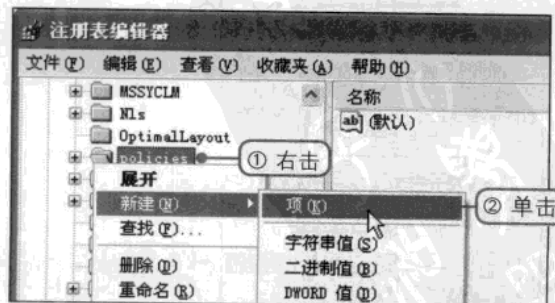 注册表编辑器
文件(F) 编辑(E) 查看(V) 收藏夹(A) 帮助(H)
MSSYCLM
Nls
OptimalLayout
policies
名称
ab (默认)
① 右击
展开
新建(N)
查找(F)...
删除(D)
重命名(R)
项(K)
② 单击
字符串值(S)
二进制值(B)
DWORD 值(D)